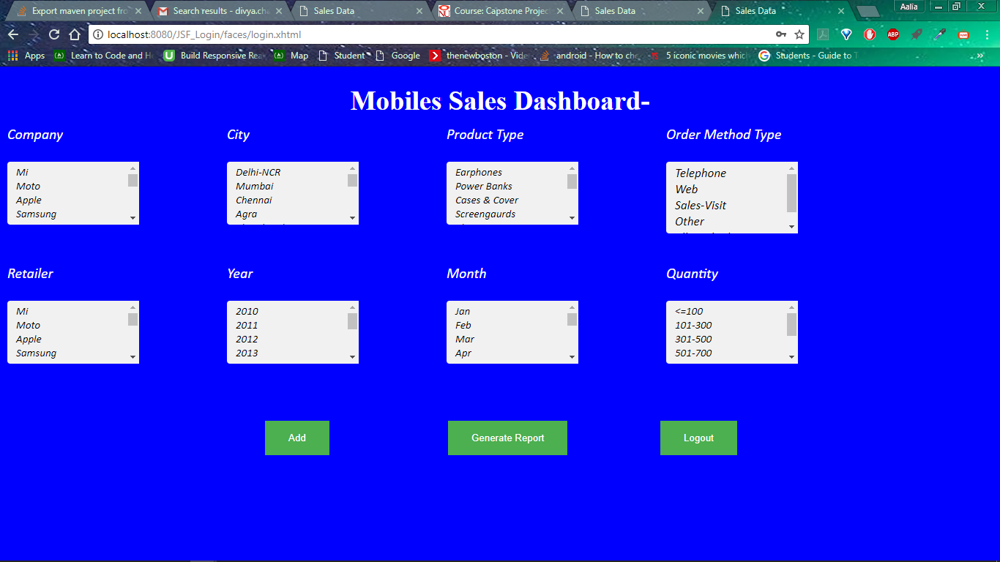 Export maven project fro
Search results - divya.cha
Sales Data
Course: Capstone Projec
Sales Data
Sales Data
Aalia
localhost:8080/JSF_Login/faces/login.xhtml
ABP
Apps
Learn to Code and H
Build Responsive Rea
Map
Student
Google
thenewboston - Vide
android - How to che
5 iconic movies which
Students - Guide to T
Mobiles Sales Dashboard-
Company
City
Product Type
Order Method Type
Mi
Moto
Apple
Samsung
Delhi-NCR
Mumbai
Chennai
Agra
Earphones
Power Banks
Cases & Cover
Screengaurds
Telephone
Web
Sales-Visit
Other
Retailer
Year
Month
Quantity
Mi
Moto
Apple
Samsung
2010
2011
2012
2013
Jan
Feb
Mar
Apr
<=100
101-300
301-500
501-700
Add
Generate Report
Logout